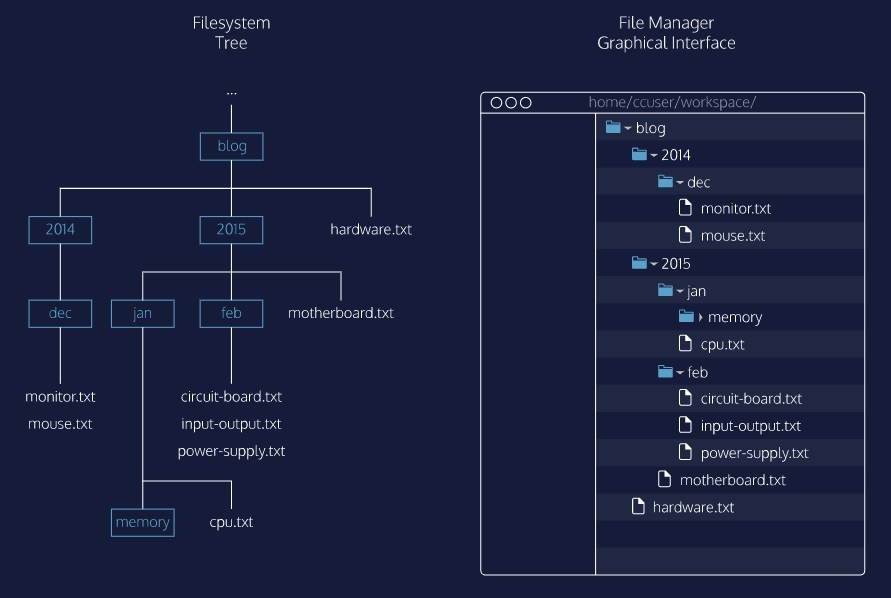 Filesystem
Tree
...
blog
2014
2015
hardware.txt
dec
jan
feb
motherboard.txt
monitor.txt
mouse.txt
circuit-board.txt
input-output.txt
power-supply.txt
memory
cpu.txt
File Manager
Graphical Interface
home/ccuser/workspace/
blog
2014
dec
monitor.txt
mouse.txt
2015
jan
memory
cpu.txt
feb
circuit-board.txt
input-output.txt
power-supply.txt
motherboard.txt
hardware.txt